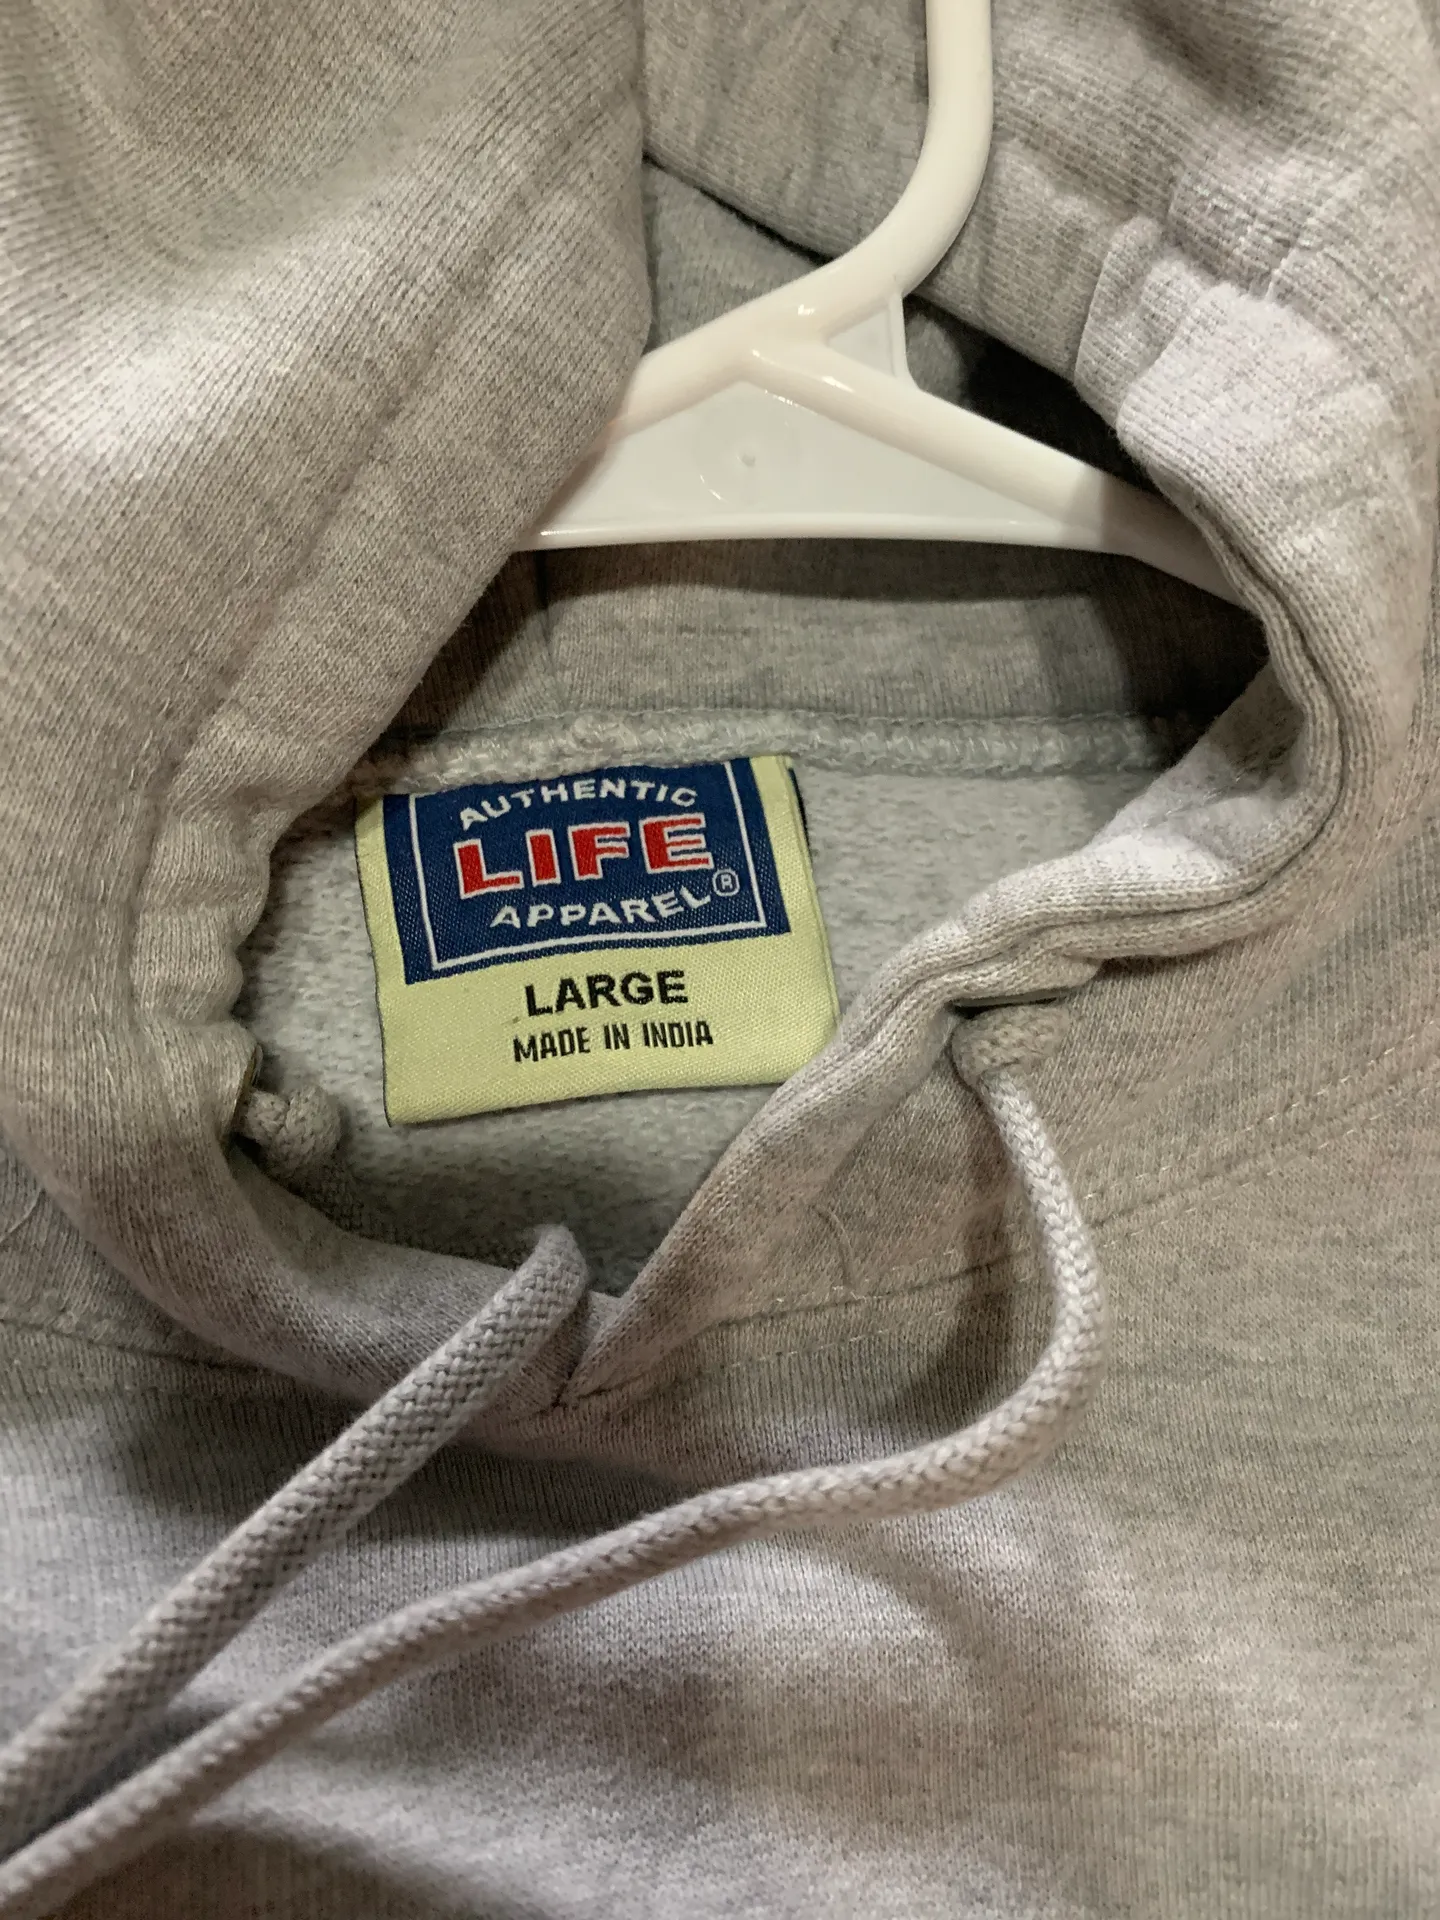 AUTHENTIC
LIFE
APPAREL®
LARGE
MADE IN INDIA